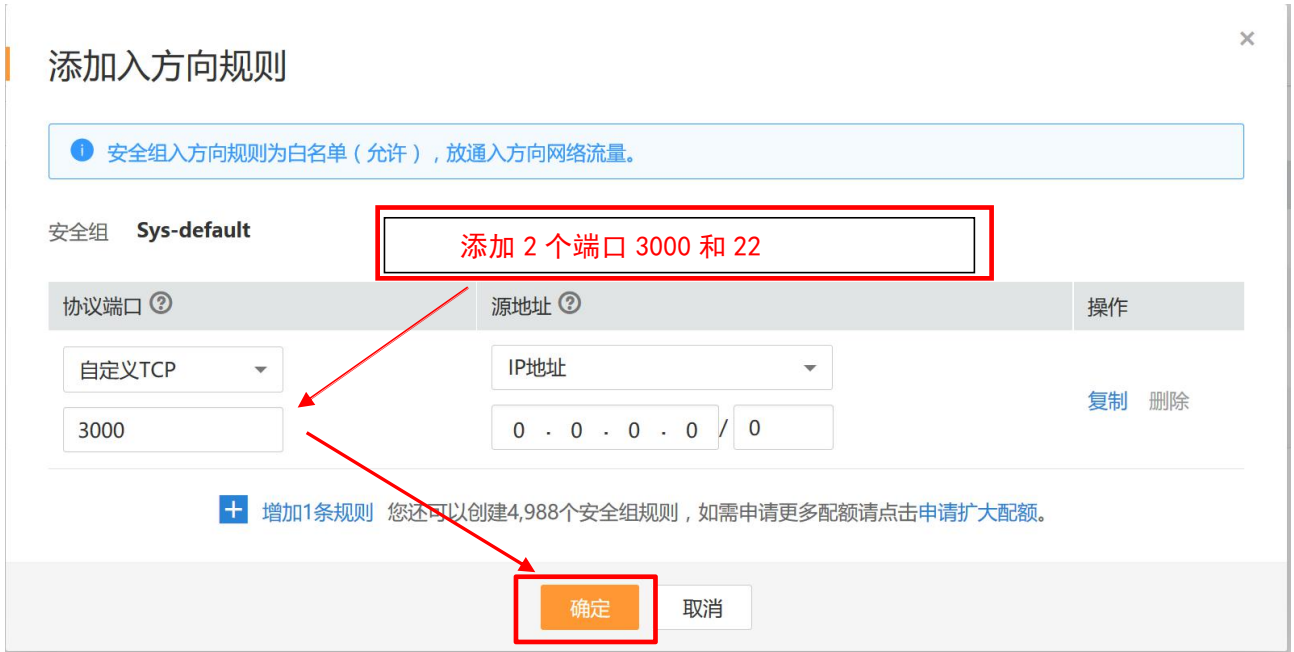 添加入方向规则
安全组入方向规则为白名单（允许），放通入方向网络流量。
安全组 Sys-default
添加 2 个端口 3000 和 22
协议端口 源地址 操作
自定义TCP IP地址
复制 删除
3000 0 . 0 . 0 . 0 / 0
增加1条规则 您还可以创建4,988个安全组规则，如需申请更多配额请点击申请扩大配额。
确定 取消